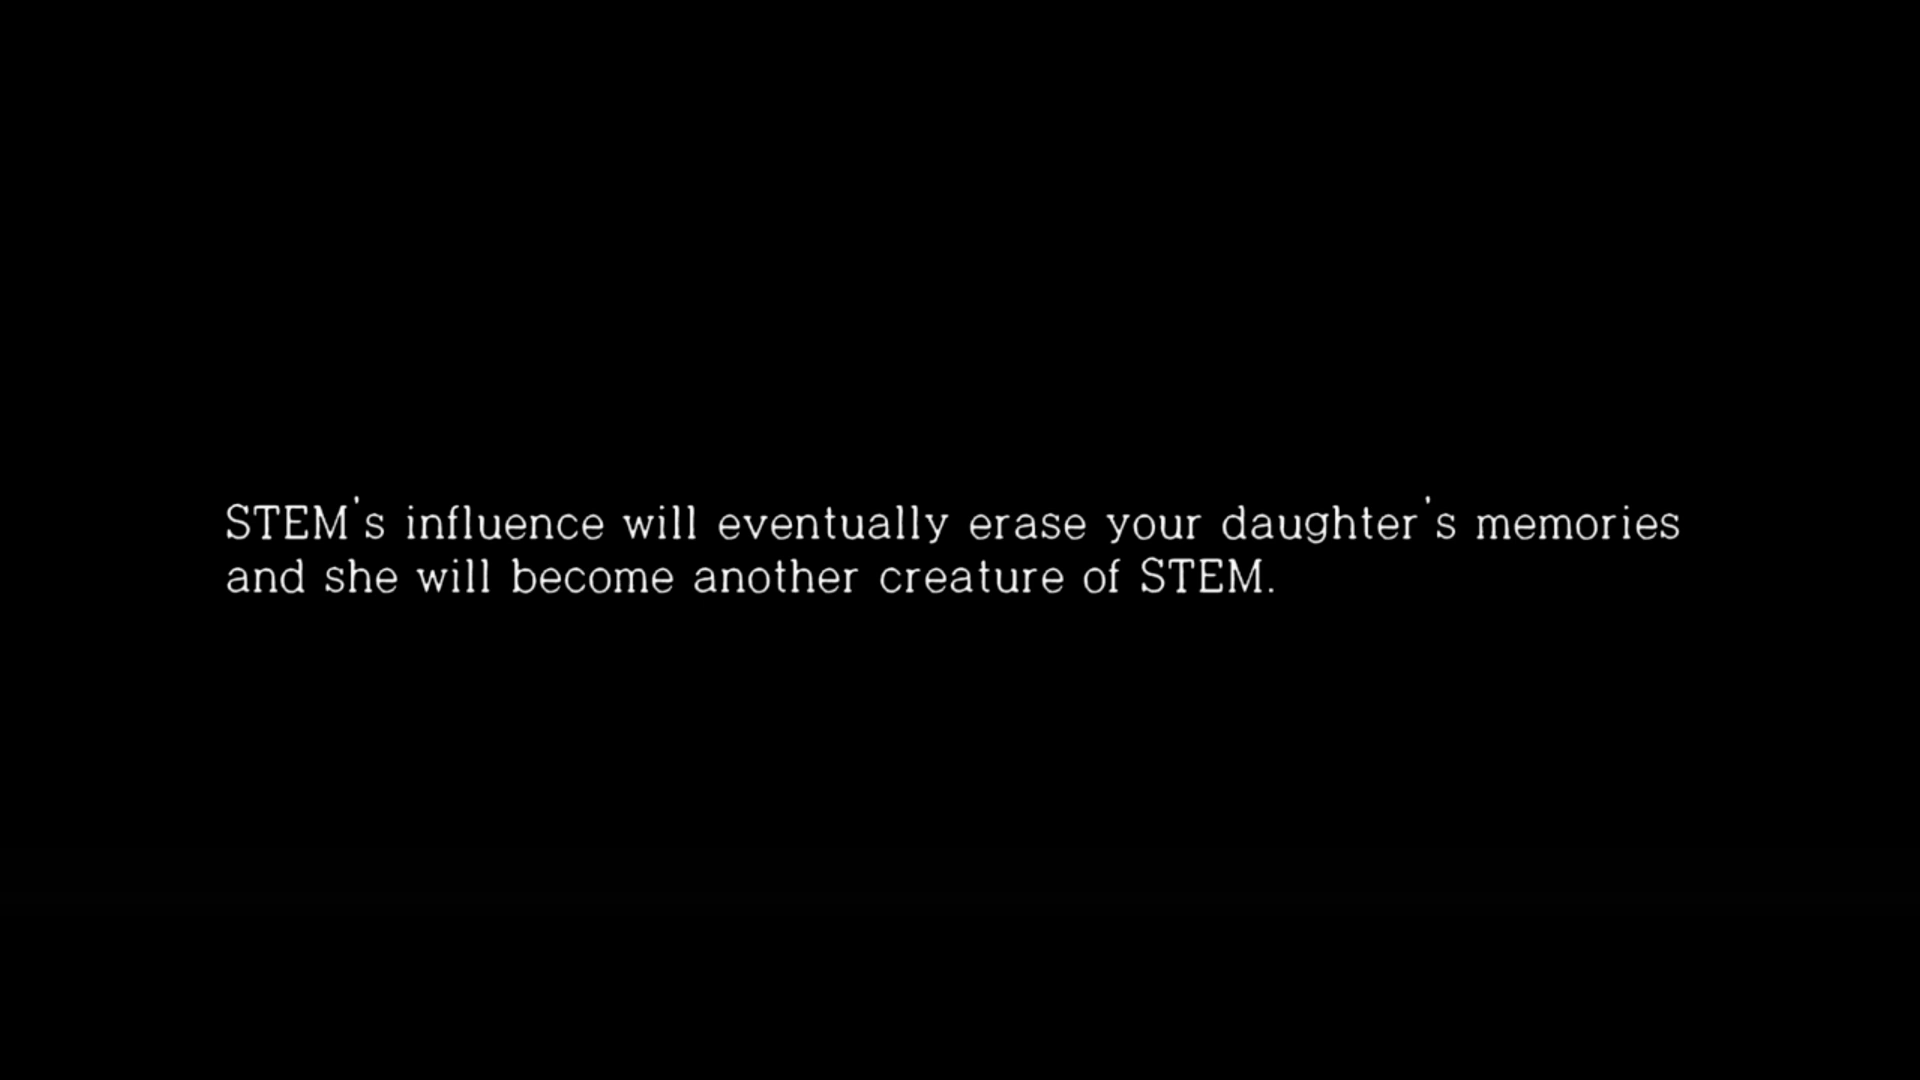 STEM's influence will eventually erase your daughter's memories
and she will become another creature of STEM.